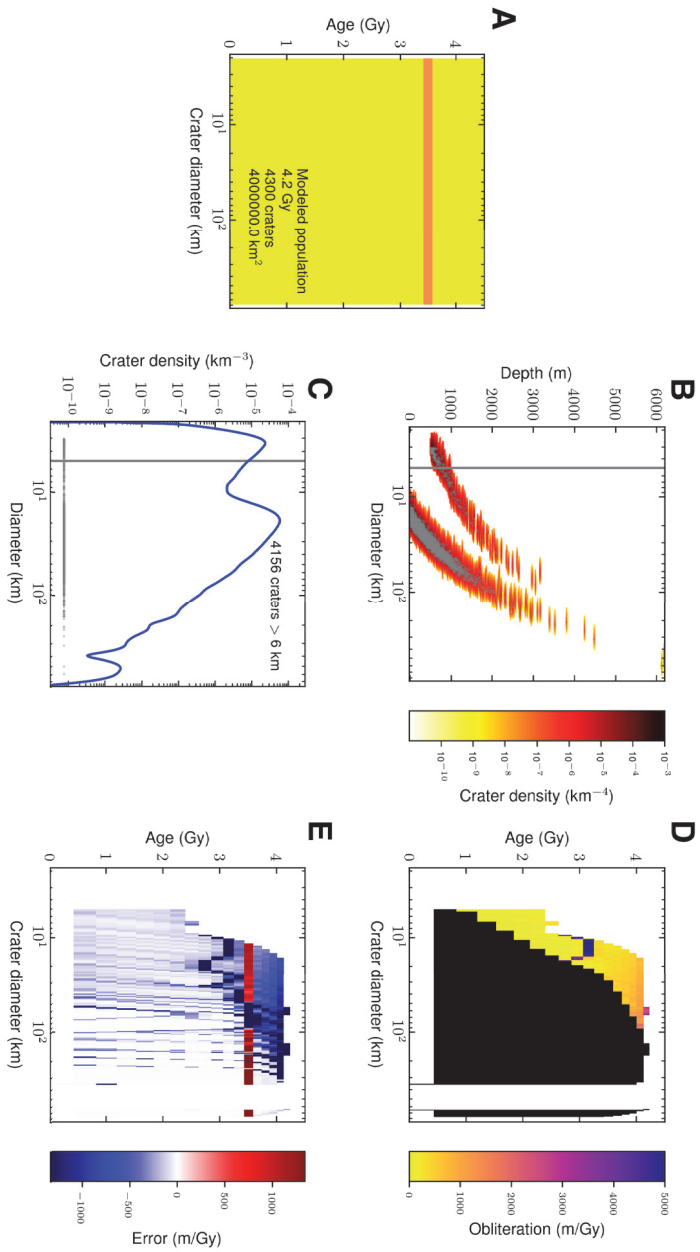 A
Age (Gy)
0
1
2
3
4
Modeled population
4.2 Gy
4300 craters
4000000.0 km²
10¹
10²
Crater diameter (km)
B
Depth (m)
0
1000
2000
3000
4000
5000
6000
10¹
10²
Diameter (km)
10⁻¹⁰
10⁻⁹
10⁻⁸
10⁻⁷
10⁻⁶
10⁻⁵
10⁻⁴
10⁻³
Crater density (km⁻⁴)
C
Crater density (km⁻³)
10⁻¹⁰
10⁻⁹
10⁻⁸
10⁻⁷
10⁻⁶
10⁻⁵
10⁻⁴
4156 craters > 6 km
10¹
10²
Diameter (km)
D
Age (Gy)
0
1
2
3
4
10¹
10²
Crater diameter (km)
0
1000
2000
3000
4000
5000
Obliteration (m/Gy)
E
Age (Gy)
0
1
2
3
4
10¹
10²
Crater diameter (km)
−1000
−500
0
500
1000
Error (m/Gy)